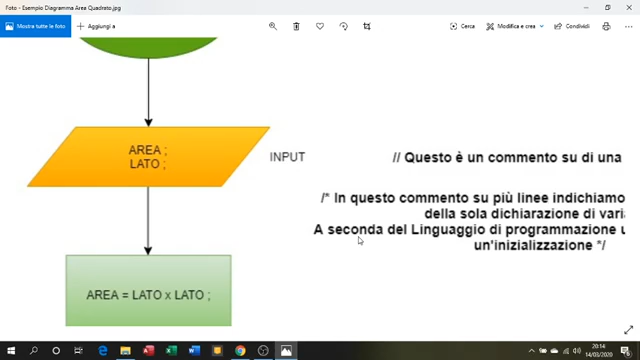 Foto - Esempio Diagramma Area Quadrato.jpg
Mostra tutte le foto
Aggiungi a
Cerca
Modifica e crea
Condividi
AREA ;
LATO ;
INPUT
// Questo è un commento su di una
/* In questo commento su più linee indichiamo
della sola dichiarazione di vari
A seconda del Linguaggio di programmazione u
un'inizializzazione */
AREA = LATO x LATO ;
20:14
14/03/2020